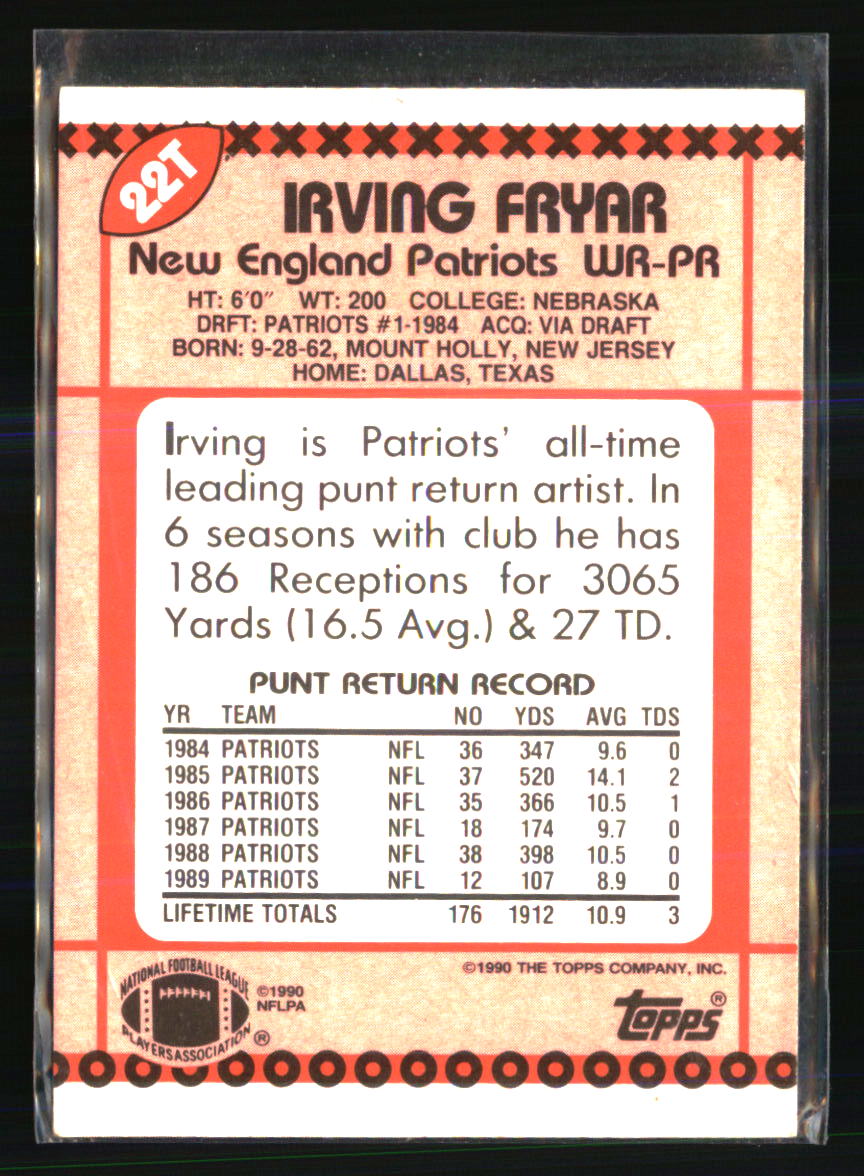 22T
IRVING FRYAR
New England Patriots WR-PR
HT: 6'0" WT: 200 COLLEGE: NEBRASKA
DRFT: PATRIOTS #1-1984 ACQ: VIA DRAFT
BORN: 9-28-62, MOUNT HOLLY, NEW JERSEY
HOME: DALLAS, TEXAS
Irving is Patriots' all-time
leading punt return artist. In
6 seasons with club he has
186 Receptions for 3065
Yards (16.5 Avg.) & 27 TD.
PUNT RETURN RECORD
YR TEAM NO YDS AVG TDS
1984 PATRIOTS NFL 36 347 9.6 0
1985 PATRIOTS NFL 37 520 14.1 2
1986 PATRIOTS NFL 35 366 10.5 1
1987 PATRIOTS NFL 18 174 9.7 0
1988 PATRIOTS NFL 38 398 10.5 0
1989 PATRIOTS NFL 12 107 8.9 0
LIFETIME TOTALS 176 1912 10.9 3
©1990 THE TOPPS COMPANY, INC.
NATIONAL FOOTBALL LEAGUE
PLAYERS ASSOCIATION ®
©1990
NFLPA
topps ®